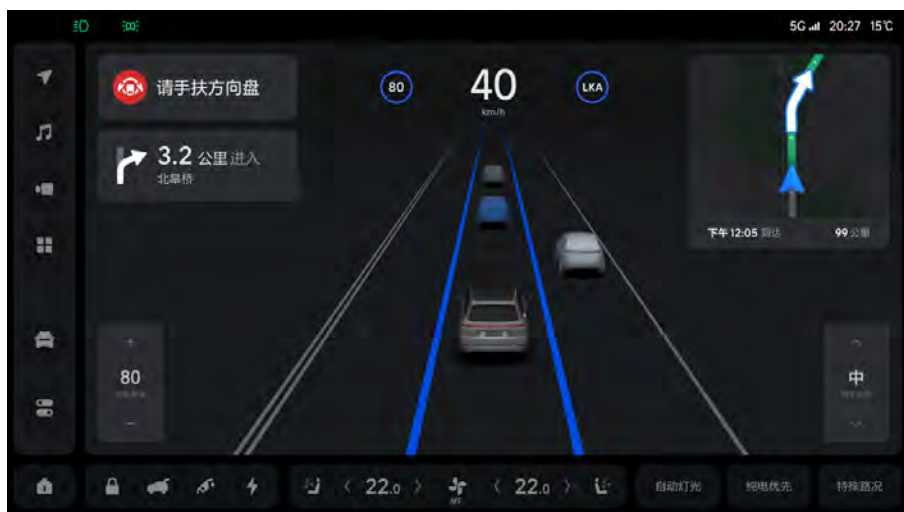 5G 20:27 15℃
请手扶方向盘
80
40
km/h
LKA
3.2 公里 进入
北皋桥
下午 12:05 到达
99 公里
+
80
−
中
22.0
OFF
22.0
自动灯光
纯电优先
特殊路况